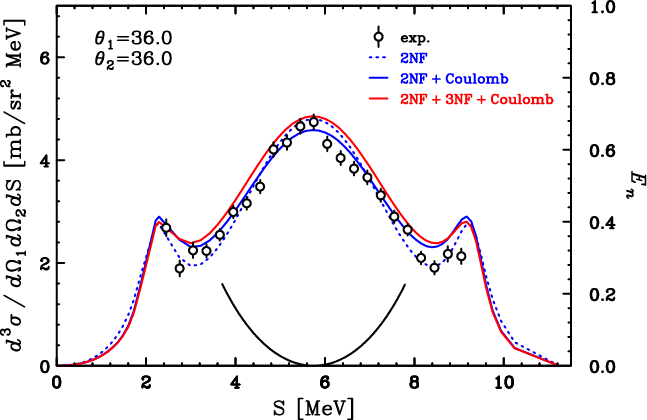 θ₁=36.0
θ₂=36.0
exp.
2NF
2NF + Coulomb
2NF + 3NF + Coulomb
d³σ / dΩ₁dΩ₂dS [mb/sr² MeV]
6
4
2
0
1.0
0.8
0.6
0.4
0.2
0.0
Eₙ
0 2 4 6 8 10
S [MeV]